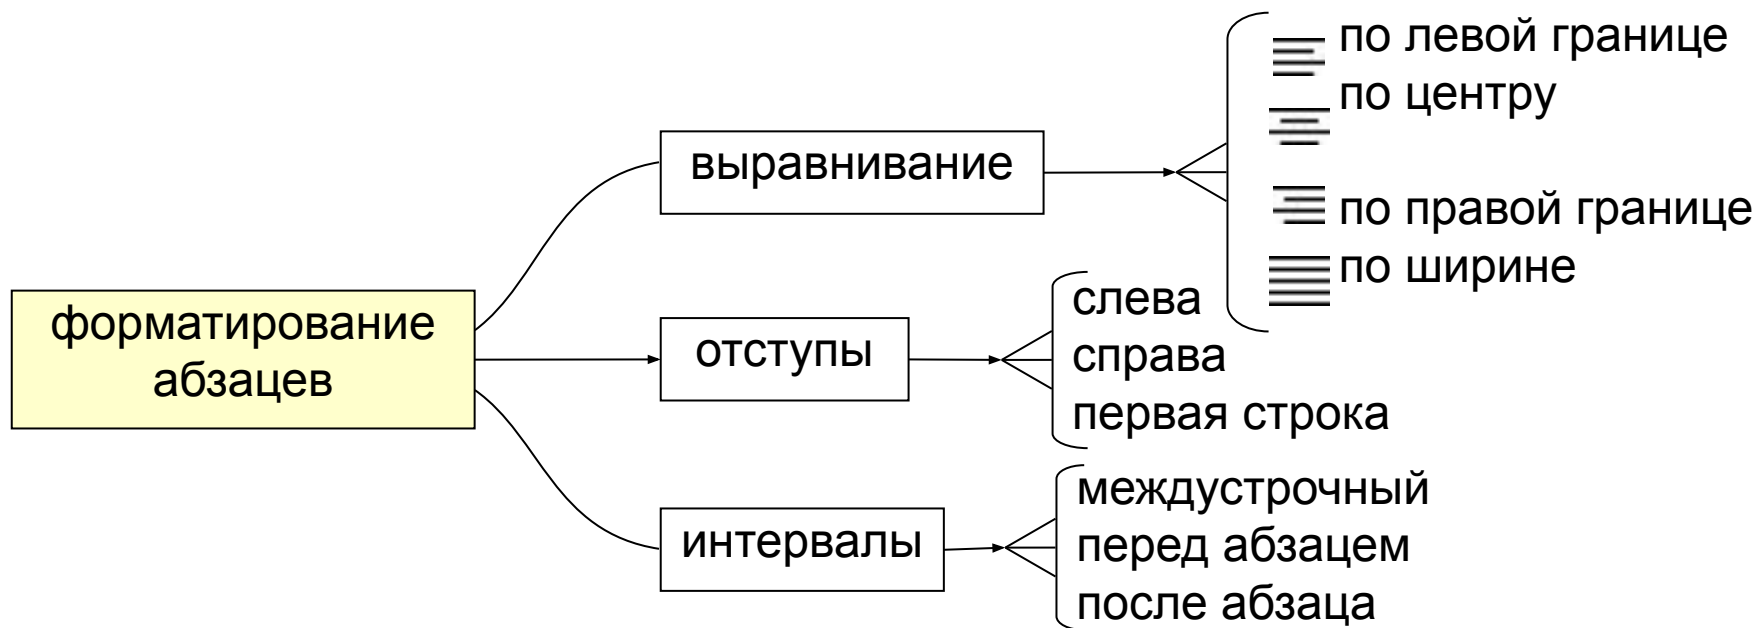 форматирование
абзацев
выравнивание
по левой границе
по центру
по правой границе
по ширине
отступы
слева
справа
первая строка
интервалы
междустрочный
перед абзацем
после абзаца